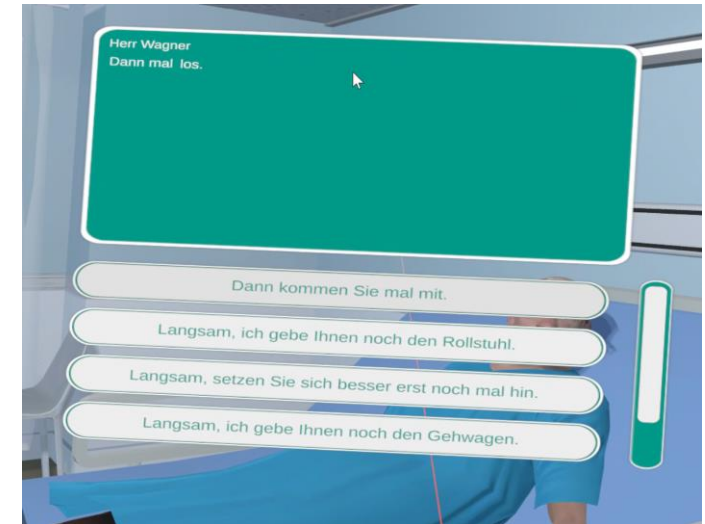 Herr Wagner
Dann mal los.
Dann kommen Sie mal mit.
Langsam, ich gebe Ihnen noch den Rollstuhl.
Langsam, setzen Sie sich besser erst noch mal hin.
Langsam, ich gebe Ihnen noch den Gehwagen.